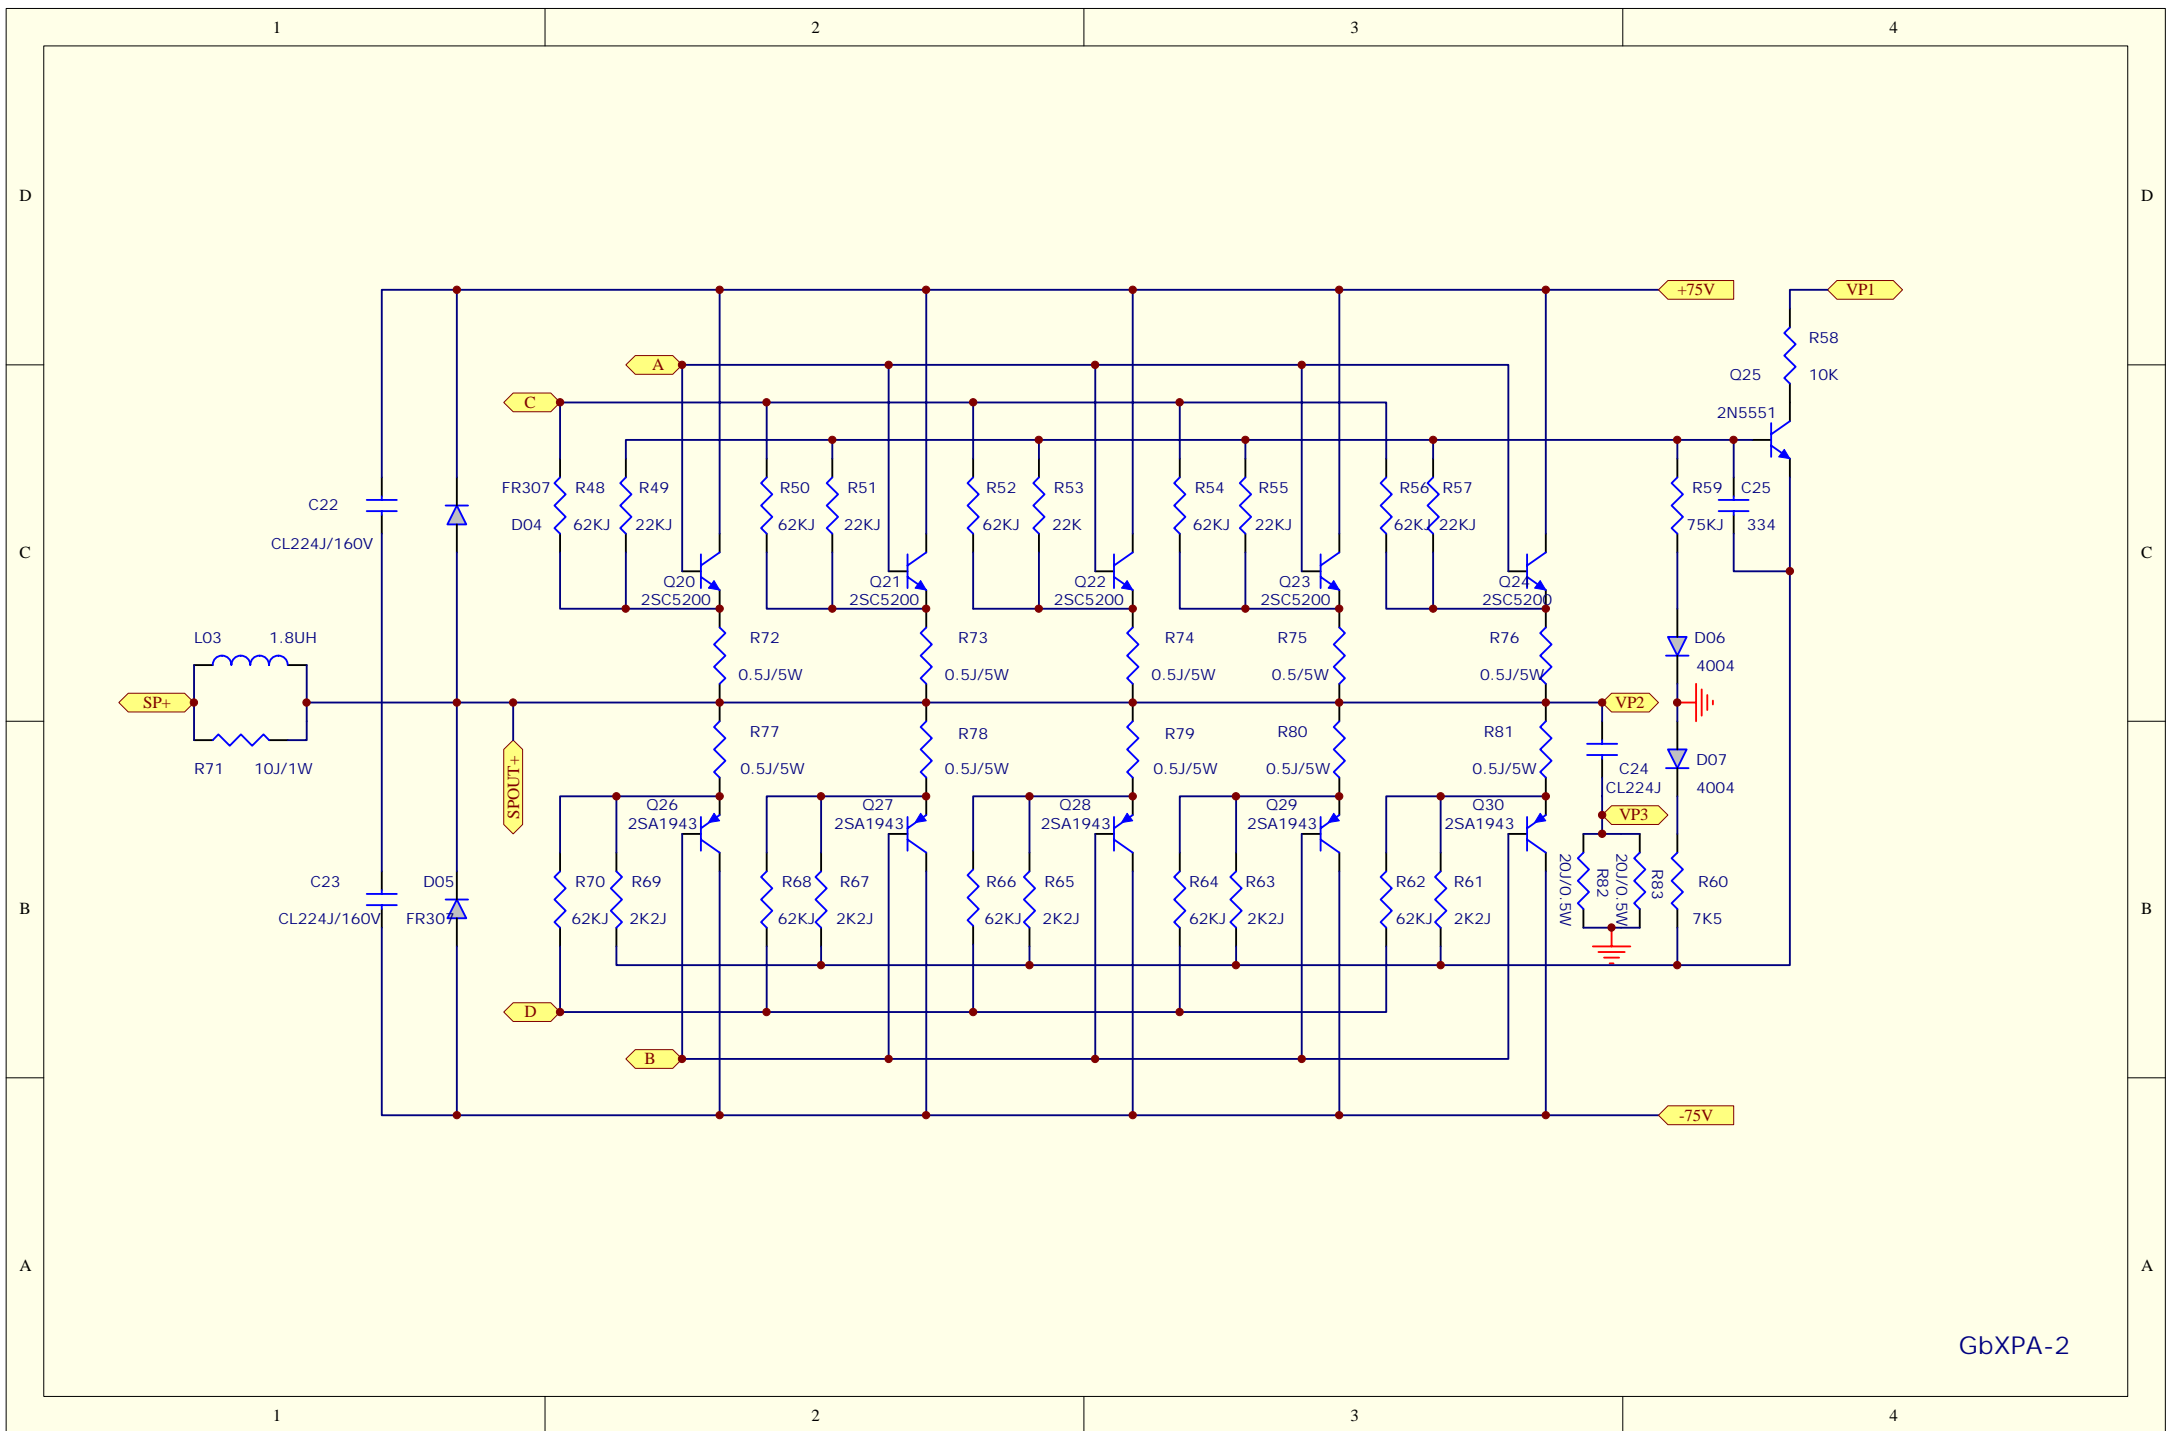 1 2 3 4
D D
+75V VP1
R58
A
Q25 10K
C
2N5551
FR307 R48 R49 R50 R51 R52 R53 R54 R55 R56 R57 R59 C25
C22
D04 62KJ 22KJ 62KJ 22KJ 62KJ 22K 62KJ 22KJ 62KJ 22KJ 75KJ 334
CL224J/160V
C C
Q20 Q21 Q22 Q23 Q24
2SC5200 2SC5200 2SC5200 2SC5200 2SC5200
L03 1.8UH R72 R73 R74 R75 R76 D06
4004
0.5J/5W 0.5J/5W 0.5J/5W 0.5/5W 0.5J/5W
SP+ VP2
R77 R78 R79 R80 R81
D07
R71 10J/1W 0.5J/5W 0.5J/5W 0.5J/5W 0.5J/5W 0.5J/5W C24
SPOUT+
CL224J 4004
Q26 Q27 Q28 Q29 Q30
VP3
2SA1943 2SA1943 2SA1943 2SA1943 2SA1943
C23 D05 R70 R69 R68 R67 R66 R65 R64 R63 R62 R61 R60
20J/0.5W
R82
20J/0.5W
R83
B B
CL224J/160V FR307 62KJ 2K2J 62KJ 2K2J 62KJ 2K2J 62KJ 2K2J 62KJ 2K2J 7K5
D
B
-75V
A A
GbXPA-2
1 2 3 4